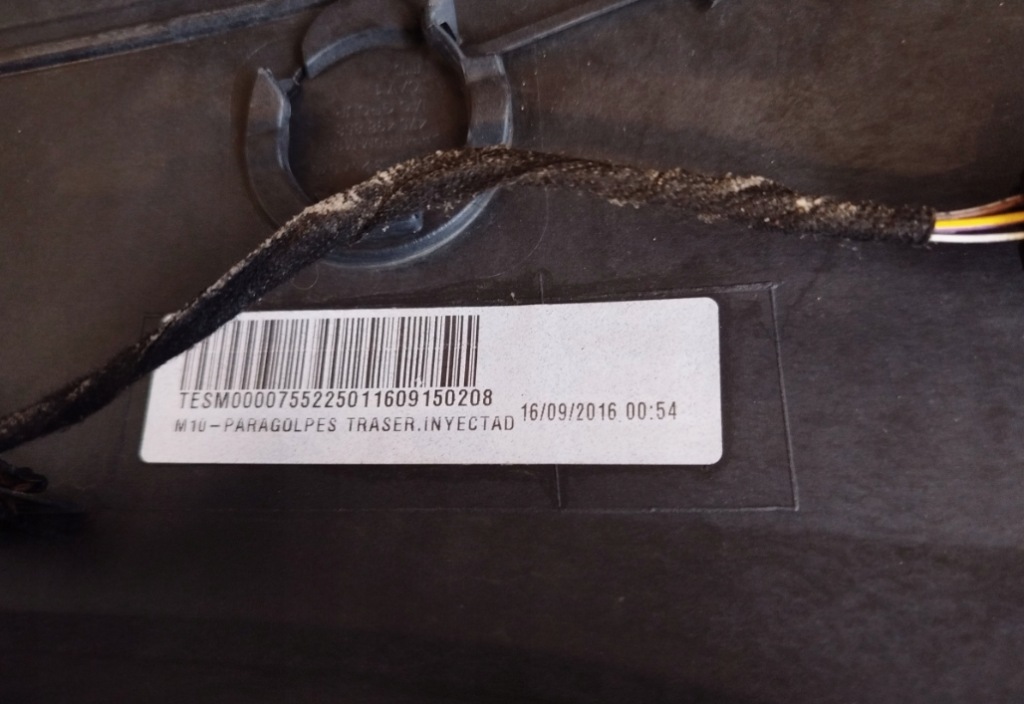 TESM0000755225011609150208
M10-PARAGOLPES TRASER.INYECTAD 16/09/2016 00:54